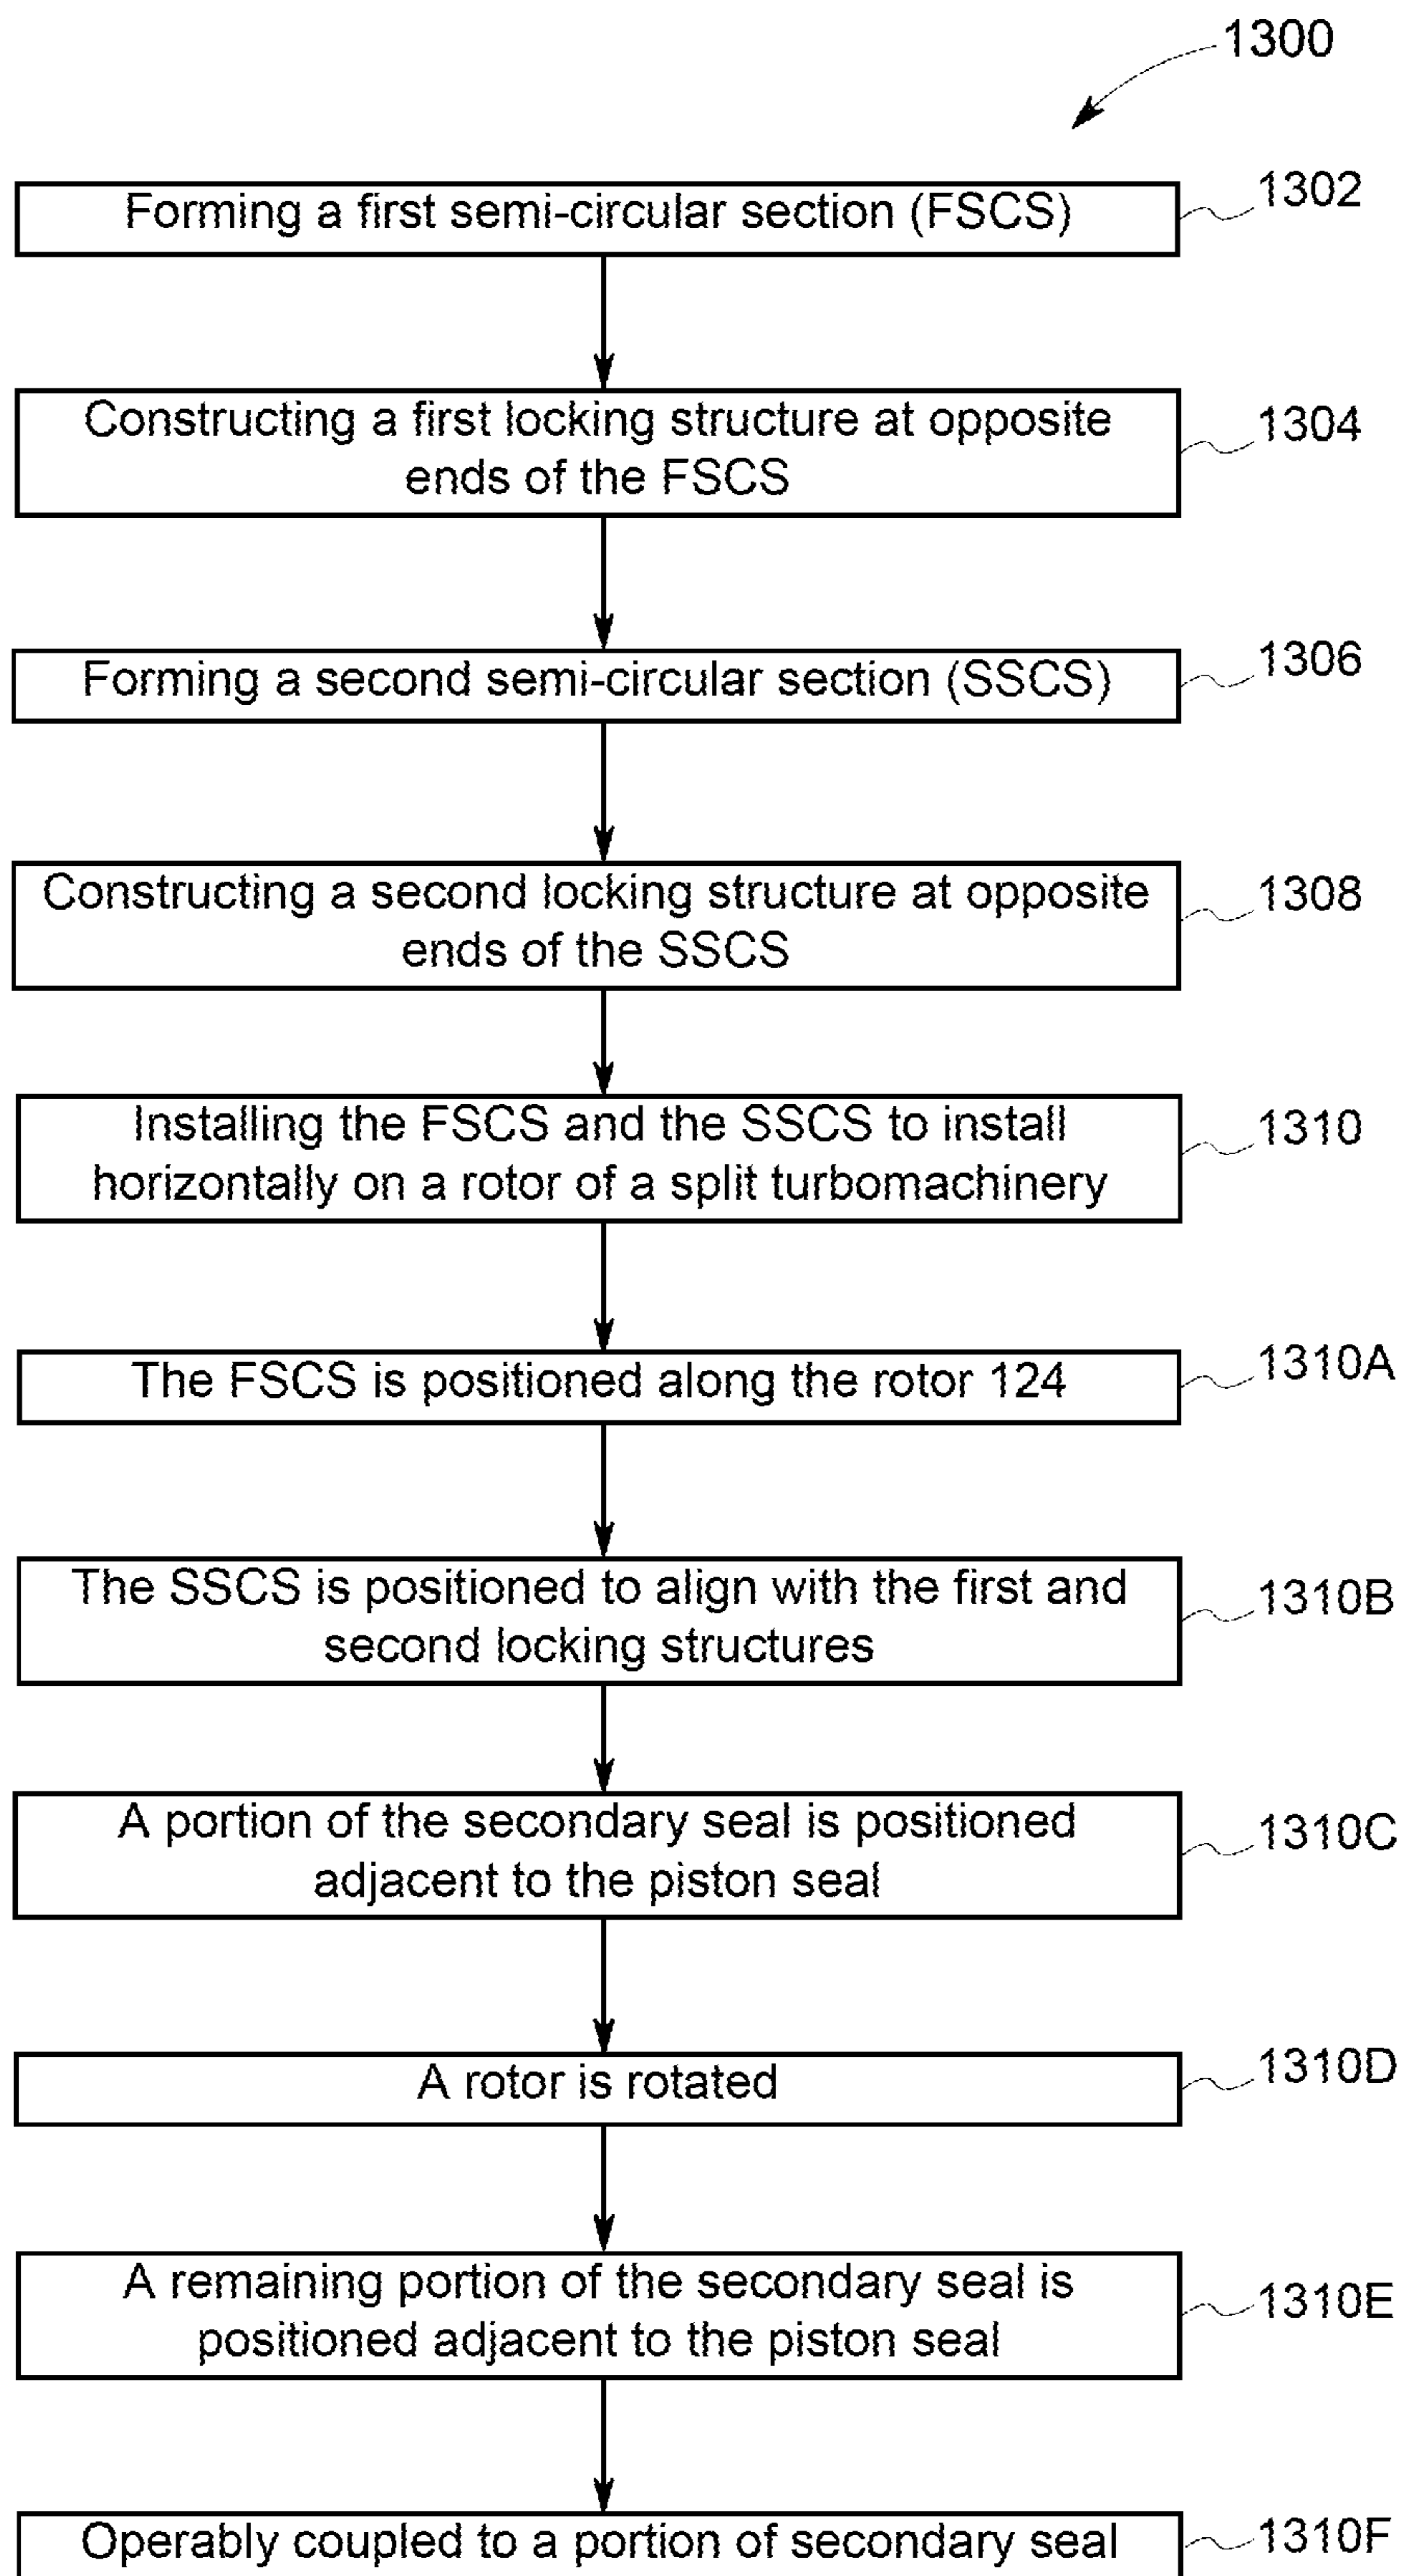 1300
Forming a first semi-circular section (FSCS)
1302
Constructing a first locking structure at opposite
ends of the FSCS
1304
Forming a second semi-circular section (SSCS)
1306
Constructing a second locking structure at opposite
ends of the SSCS
1308
Installing the FSCS and the SSCS to install
horizontally on a rotor of a split turbomachinery
1310
The FSCS is positioned along the rotor 124
1310A
The SSCS is positioned to align with the first and
second locking structures
1310B
A portion of the secondary seal is positioned
adjacent to the piston seal
1310C
A rotor is rotated
1310D
A remaining portion of the secondary seal is
positioned adjacent to the piston seal
1310E
Operably coupled to a portion of secondary seal
1310F